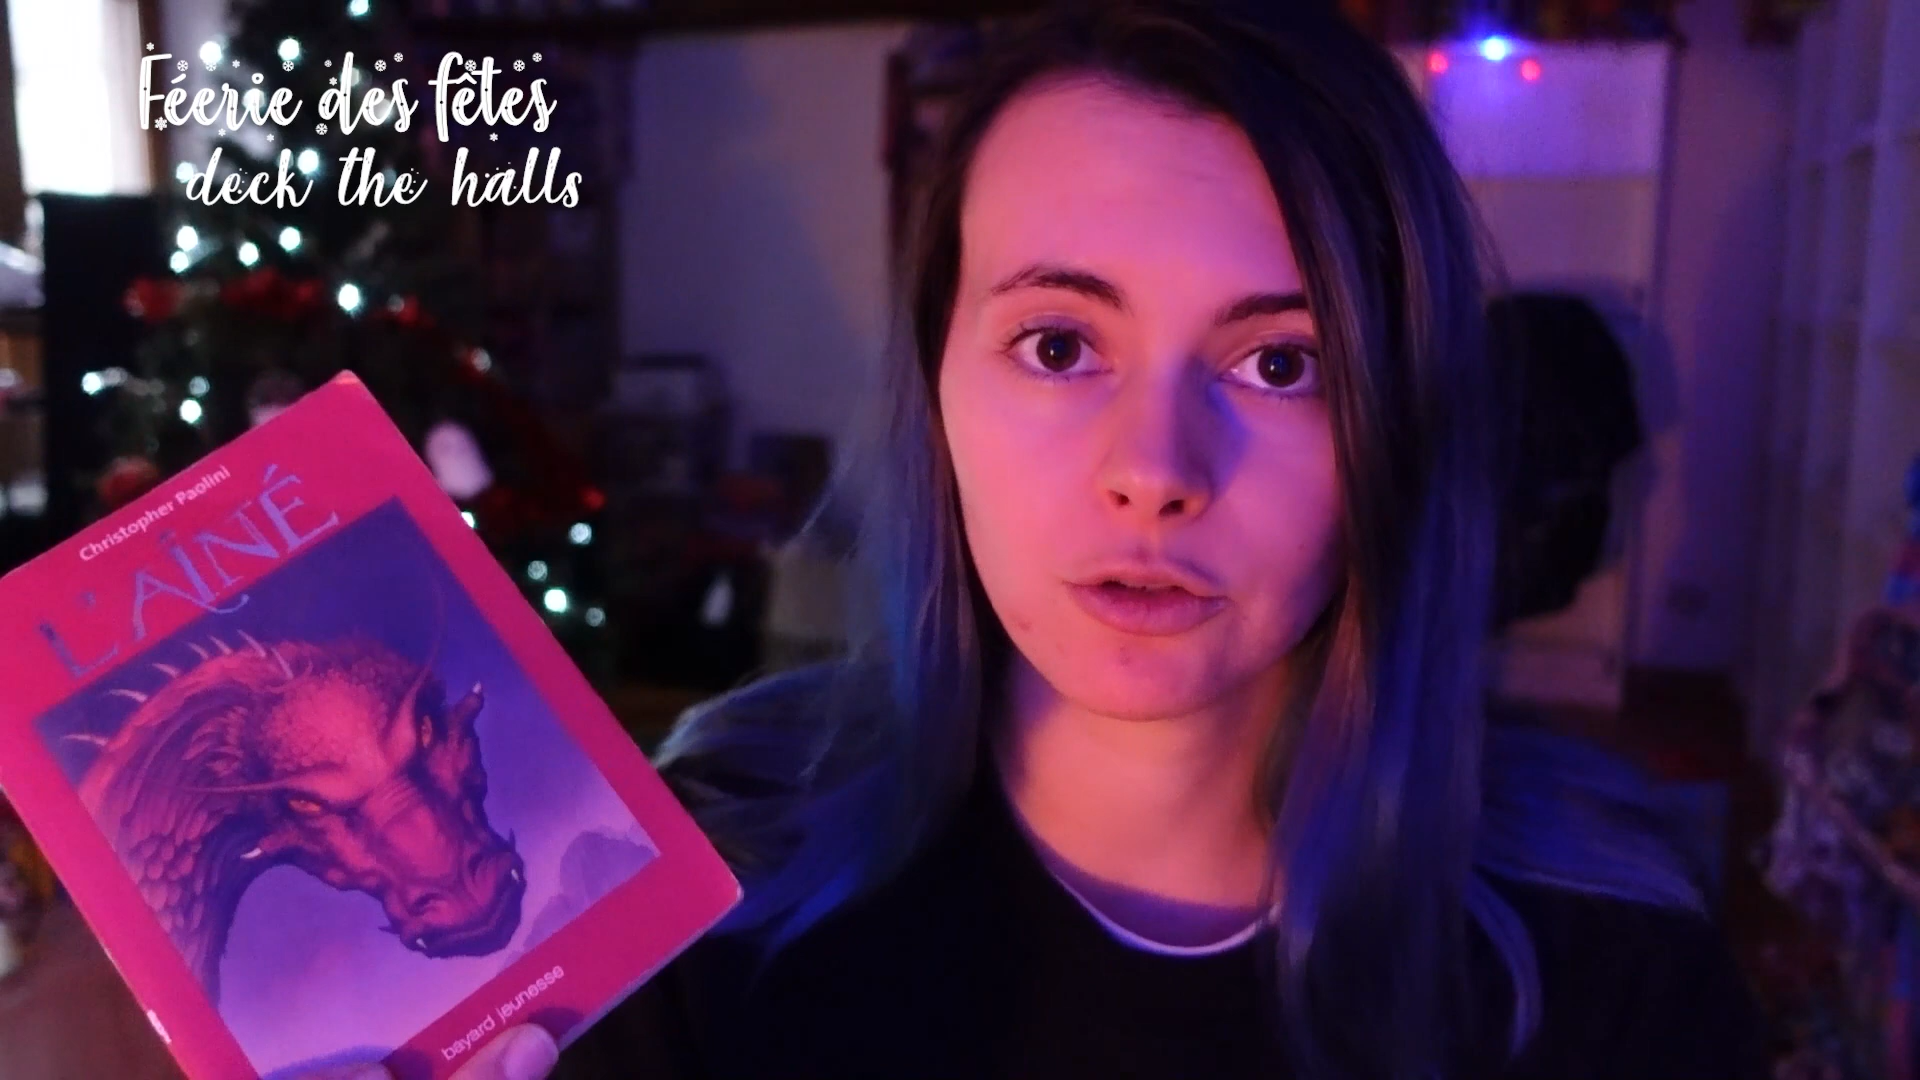 Féerie des fêtes
deck the halls
Christopher Paolini
L'AÎNÉ
bayard jeunesse